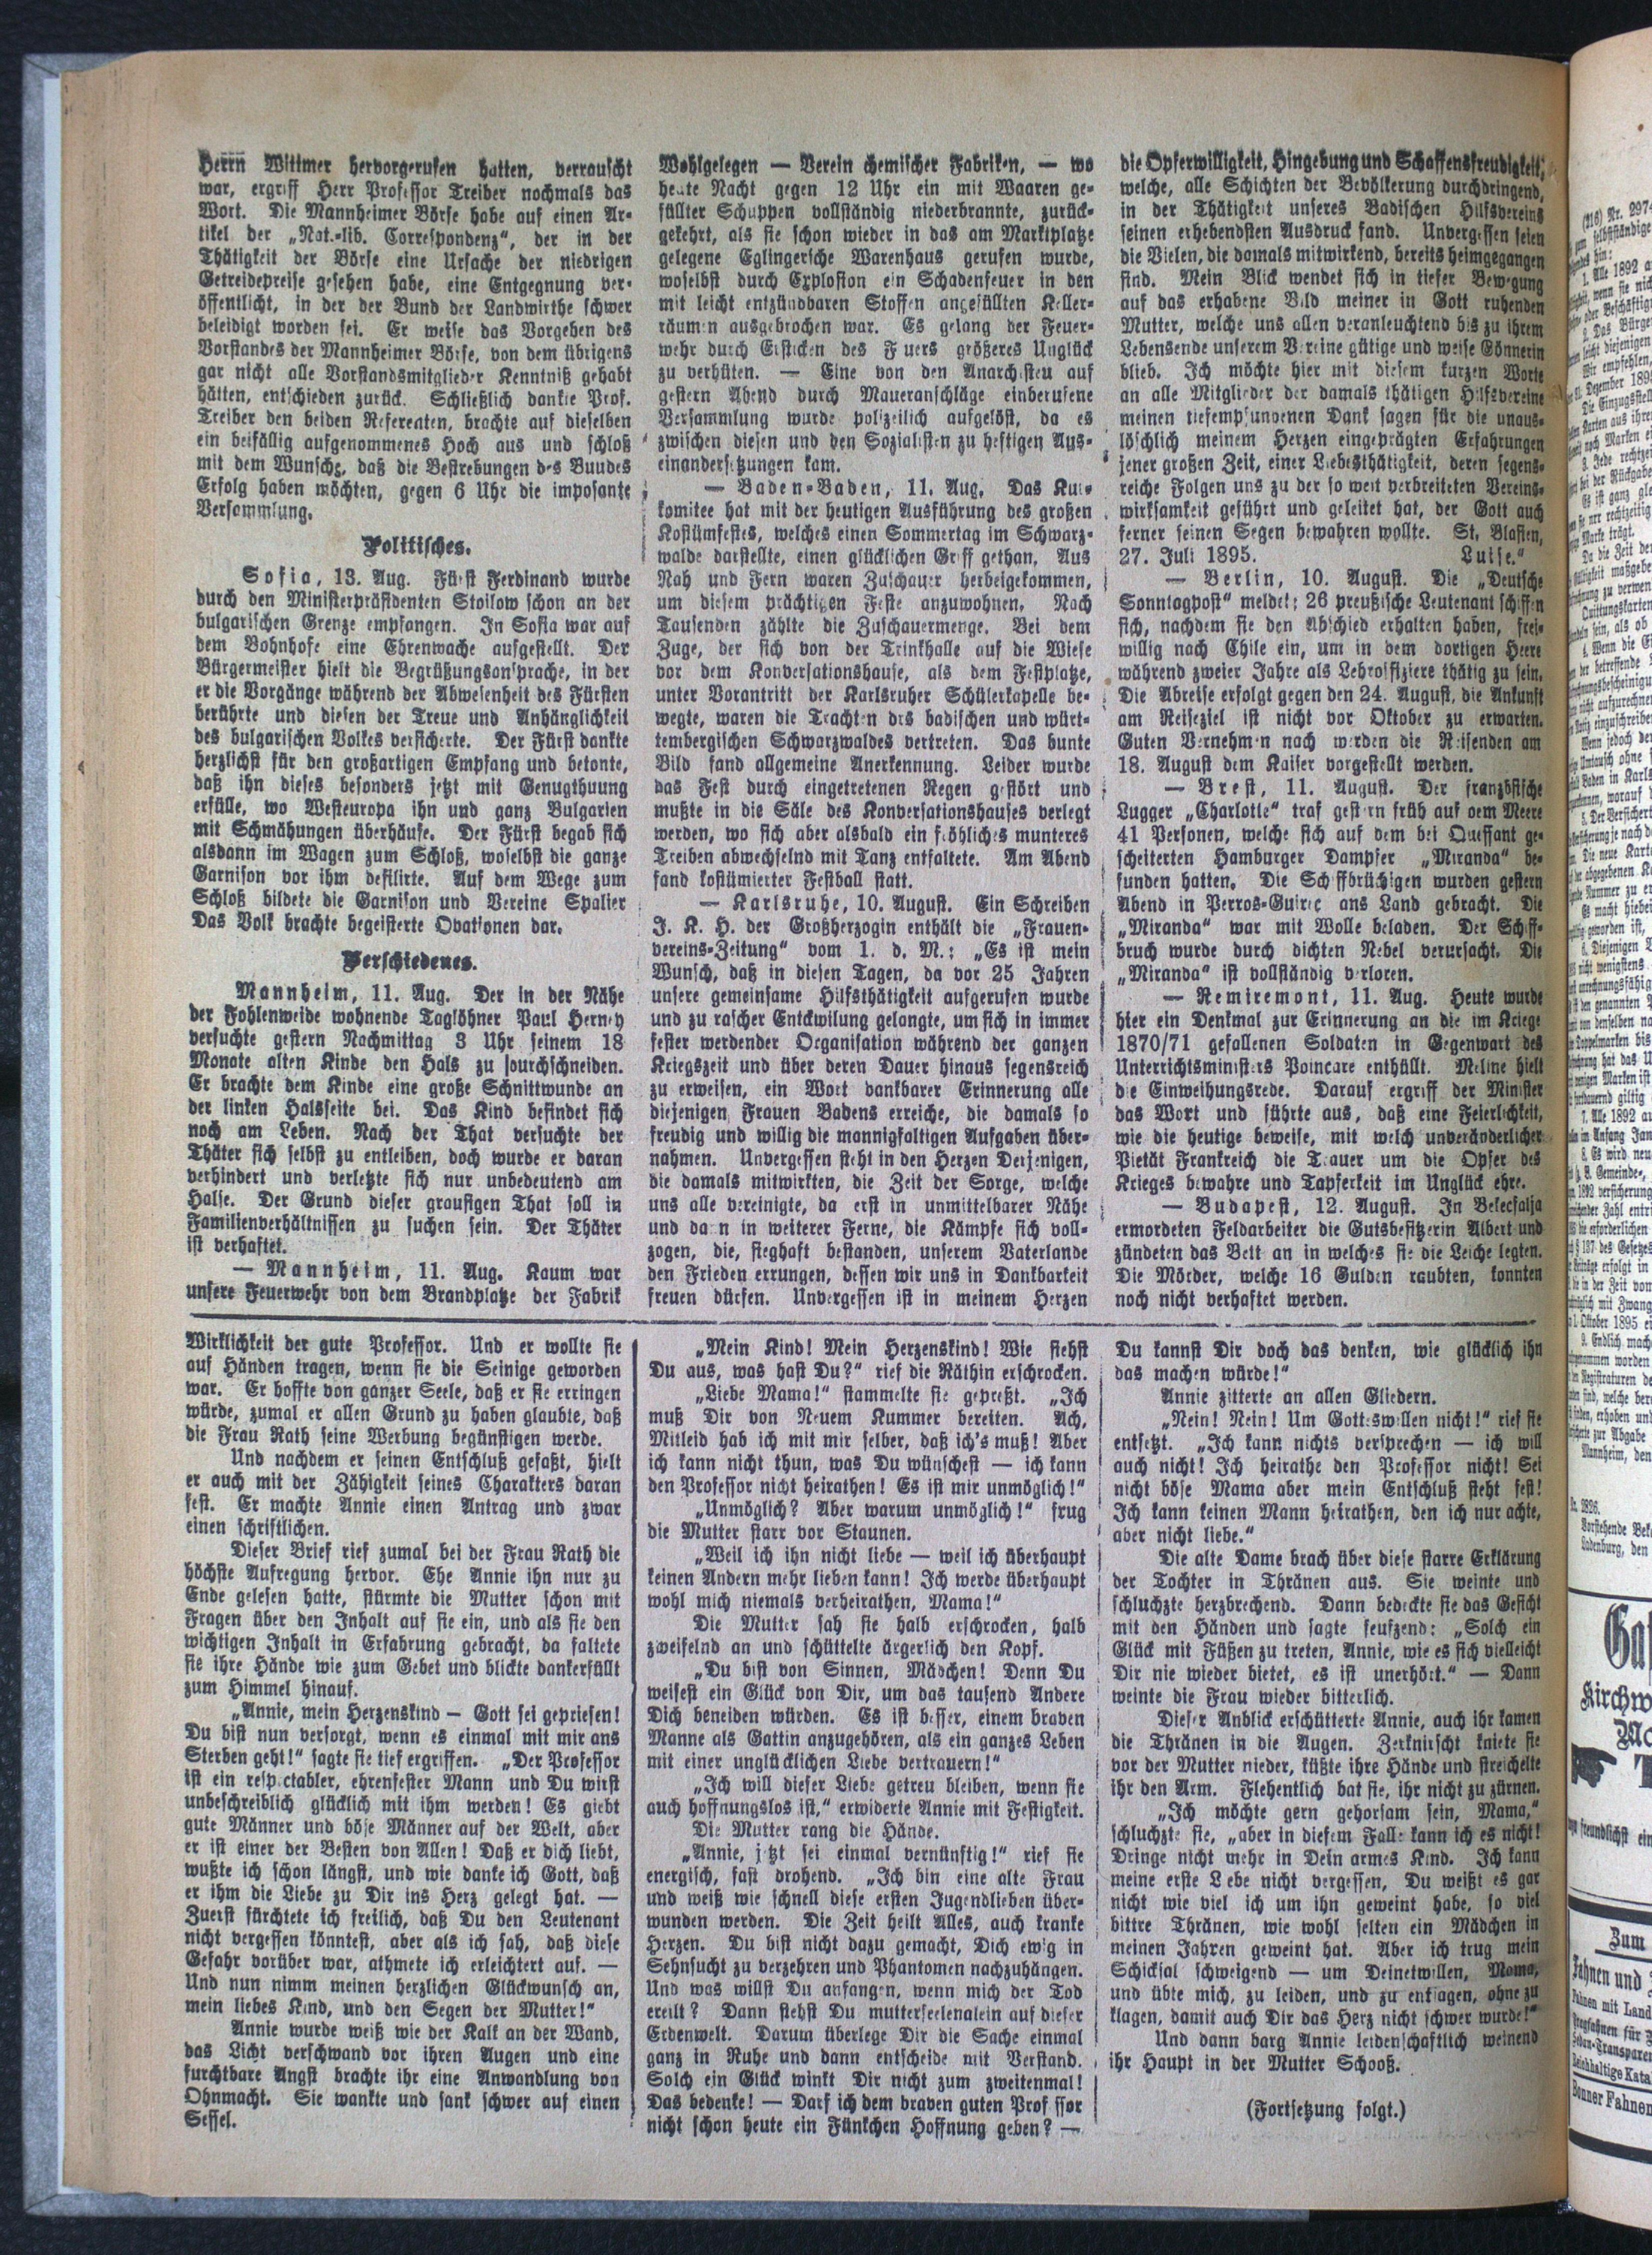 Herrn Wittmer hervorgerufen hatten, verrauscht
war, ergriff Herr Professor Treiber nochmals das
Wort. Die Mannheimer Börse habe auf einen Ar-
tikel der „Nat.-lib. Correspondenz“, der in der
Thätigkeit der Börse eine Ursache der niedrigen
Getreidepreise gesehen habe, eine Entgegnung ver-
öffentlicht, in der der Bund der Landwirthe schwer
beleidigt worden sei. Er weise das Vorgehen des
Vorstandes der Mannheimer Börse, von dem übrigens
gar nicht alle Vorstandsmitglieder Kenntniß gehabt
hätten, entschieden zurück. Schließlich dankte Prof.
Treiber den beiden Referenten, brachte auf dieselben
ein beifällig aufgenommenes Hoch aus und schloß
mit dem Wunsche, daß die Bestrebungen des Bundes
Erfolg haben möchten, gegen 6 Uhr die imposante
Versammlung.
Politisches.
Sofia, 13. Aug. Fürst Ferdinand wurde
durch den Ministerpräsidenten Stoilow schon an der
bulgarischen Grenze empfangen. In Sofia war auf
dem Bohnhofe eine Ehrenwache aufgestellt. Der
Bürgermeister hielt die Begrüßungsansprache, in der
er die Vorgänge während der Abwesenheit des Fürsten
berührte und diesen der Treue und Anhänglichkeit
des bulgarischen Volkes versicherte. Der Fürst dankte
herzlichst für den großartigen Empfang und betonte,
daß ihn dieses besonders jetzt mit Genugthuung
erfülle, wo Westeuropa ihn und ganz Bulgarien
mit Schmähungen überhäufe. Der Fürst begab sich
alsdann im Wagen zum Schloß, woselbst die ganze
Garnison vor ihm defilirte. Auf dem Wege zum
Schloß bildete die Garnison und Vereine Spalier
Das Volk brachte begeisterte Ovationen dar.
Verschiedenes.
Mannheim, 11. Aug. Der in der Nähe
der Fohlenweide wohnende Taglöhner Paul Herney
versuchte gestern Nachmittag 3 Uhr seinem 18
Monate alten Kinde den Hals zu sourchschneiden.
Er brachte dem Kinde eine große Schnittwunde an
der linken Halsseite bei. Das Kind befindet sich
noch am Leben. Nach der That versuchte der
Thäter sich selbst zu entleiben, doch wurde er daran
verhindert und verletzte sich nur unbedeutend am
Halse. Der Grund dieser grausigen That soll in
Familienverhältnissen zu suchen sein. Der Thäter
ist verhaftet.
— Mannheim, 11. Aug. Kaum war
unsere Feuerwehr von dem Brandplatze der Fabrik
Wohlgelegen — Verein chemischer Fabriken, — wo
heute Nacht gegen 12 Uhr ein mit Waaren ge-
füllter Schuppen vollständig niederbrannte, zurück-
gekehrt, als sie schon wieder in das am Marktplatze
gelegene Eglingersche Warenhaus gerufen wurde,
woselbst durch Explosion ein Schadenfeuer in den
mit leicht entzündbaren Stoffen angefüllten Keller-
räumen ausgebrochen war. Es gelang der Feuer-
wehr durch Ersticken des Feuers größeres Unglück
zu verhüten. — Eine von den Anarchisten auf
gestern Abend durch Maueranschläge einberufene
Versammlung wurde polizeilich aufgelöst, da es
zwischen diesen und den Sozialisten zu heftigen Aus-
einandersetzungen kam.
— Baden-Baden, 11. Aug. Das Kur-
komitee hat mit der heutigen Ausführung des großen
Kostümfestes, welches einen Sommertag im Schwarz-
walde darstellte, einen glücklichen Griff gethan. Aus
Nah und Fern waren Zuschauer herbeigekommen,
um diesem prächtigen Feste anzuwohnen. Nach
Tausenden zählte die Zuschauermenge. Bei dem
Zuge, der sich von der Trinkhalle auf die Wiese
vor dem Konversationshause, als dem Festplatze,
unter Vorantritt der Karlsruher Schülerkapelle be-
wegte, waren die Trachten des badischen und würt-
tembergischen Schwarzwaldes vertreten. Das bunte
Bild fand allgemeine Anerkennung. Leider wurde
das Fest durch eingetretenen Regen gestört und
mußte in die Säle des Konversationshauses verlegt
werden, wo sich aber alsbald ein fröhliches munteres
Treiben abwechselnd mit Tanz entfaltete. Am Abend
fand kostümierter Festball statt.
— Karlsruhe, 10. August. Ein Schreiben
J. K. H. der Großherzogin enthält die „Frauen-
vereins-Zeitung“ vom 1. d. M.: „Es ist mein
Wunsch, daß in diesen Tagen, da vor 25 Jahren
unsere gemeinsame Hilfsthätigkeit aufgerufen wurde
und zu rascher Entckwilung gelangte, um sich in immer
fester werdender Organisation während der ganzen
Kriegszeit und über deren Dauer hinaus segensreich
zu erweisen, ein Wort dankbarer Erinnerung alle
diejenigen Frauen Badens erreiche, die damals so
freudig und willig die mannigfaltigen Aufgaben über-
nahmen. Unvergessen steht in den Herzen Derjenigen,
die damals mitwirkten, die Zeit der Sorge, welche
uns alle vereinigte, da erst in unmittelbarer Nähe
und dann in weiterer Ferne, die Kämpfe sich voll-
zogen, die, sieghaft bestanden, unserem Vaterlande
den Frieden errungen, dessen wir uns in Dankbarkeit
freuen dürfen. Unvergessen ist in meinem Herzen
die Opferwilligkeit, Hingebung und Schaffensfreudigkeit,
welche, alle Schichten der Bevölkerung durchdringend,
in der Thätigkeit unseres Badischen Hilfsvereins
seinen erhebendsten Ausdruck fand. Unvergessen seien
die Vielen, die damals mitwirkend, bereits heimgegangen
sind. Mein Blick wendet sich in tiefer Bewegung
auf das erhabene Bild meiner in Gott ruhenden
Mutter, welche uns allen voranleuchtend bis zu ihrem
Lebensende unserem Vereine gütige und weise Gönnerin
blieb. Ich möchte hier mit diesem kurzen Worte
an alle Mitglieder der damals thätigen Hilfsvereine
meinen tiefempfundenen Dank sagen für die unaus-
löschlich meinem Herzen eingeprägten Erfahrungen
jener großen Zeit, einer Liebesthätigkeit, deren segens-
reiche Folgen uns zu der so weit verbreiteten Vereins-
wirksamkeit geführt und geleitet hat, der Gott auch
ferner seinen Segen bewahren wollte. St. Blasien,
27. Juli 1895. Luise.“
— Berlin, 10. August. Die „Deutsche
Sonntagpost“ meldet: 26 preußische Leutenant schiffen
sich, nachdem sie den Abschied erhalten haben, frei-
willig nach Chile ein, um in dem dortigen Heere
während zweier Jahre als Lehroffiziere thätig zu sein.
Die Abreise erfolgt gegen den 24. August, die Ankunft
am Reiseziel ist nicht vor Oktober zu erwarten.
Guten Vernehmen nach werden die Reisenden am
18. August dem Kaiser vorgestellt werden.
— Brest, 11. August. Der französische
Lugger „Charlotte“ traf gestern früh auf dem Meere
41 Personen, welche sich auf dem bei Queffant ge-
scheiterten Hamburger Dampfer „Miranda“ be-
funden hatten. Die Schiffbrüchigen wurden gestern
Abend in Perros-Guirec ans Land gebracht. Die
„Miranda“ war mit Wolle beladen. Der Schiff-
bruch wurde durch dichten Nebel verursacht. Die
„Miranda“ ist vollständig verloren.
— Remiremont, 11. Aug. Heute wurde
hier ein Denkmal zur Erinnerung an die im Kriege
1870/71 gefallenen Soldaten in Gegenwart des
Unterrichtsministers Poincare enthüllt. Meline hielt
die Einweihungsrede. Darauf ergriff der Minister
das Wort und führte aus, daß eine Feierlichkeit,
wie die heutige beweise, mit welch unveränderlicher
Pietät Frankreich die Trauer um die Opfer des
Krieges bewahre und Tapferkeit im Unglück ehre.
— Budapest, 12. August. In Belecsalja
ermordeten Feldarbeiter die Gutsbesitzerin Albert und
zündeten das Bett an in welches sie die Leiche legten.
Die Mörder, welche 16 Gulden raubten, konnten
noch nicht verhaftet werden.
Wirklichkeit der gute Professor. Und er wollte sie
auf Händen tragen, wenn sie die Seinige geworden
war. Er hoffte von ganzer Seele, daß er sie erringen
würde, zumal er allen Grund zu haben glaubte, daß
die Frau Rath seine Werbung begünstigen werde.
Und nachdem er seinen Entschluß gefaßt, hielt
er auch mit der Zähigkeit seines Charakters daran
fest. Er machte Annie einen Antrag und zwar
einen schriftlichen.
Dieser Brief rief zumal bei der Frau Rath die
höchste Aufregung hervor. Ehe Annie ihn nur zu
Ende gelesen hatte, stürmte die Mutter schon mit
Fragen über den Inhalt auf sie ein, und als sie den
wichtigen Inhalt in Erfahrung gebracht, da faltete
sie ihre Hände wie zum Gebet und blickte dankerfüllt
zum Himmel hinauf.
„Annie, mein Herzenskind — Gott sei gepriesen!
Du bist nun versorgt, wenn es einmal mit mir ans
Sterben geht!“ sagte sie tief ergriffen. „Der Professor
ist ein respectabler, ehrenfester Mann und Du wirst
unbeschreiblich glücklich mit ihm werden! Es giebt
gute Männer und böse Männer auf der Welt, aber
er ist einer der Besten von Allen! Daß er dich liebt,
wußte ich schon längst, und wie danke ich Gott, daß
er ihm die Liebe zu Dir ins Herz gelegt hat. —
Zuerst fürchtete ich freilich, daß Du den Leutenant
nicht vergessen könntest, aber als ich sah, daß diese
Gefahr vorüber war, athmete ich erleichtert auf. —
Und nun nimm meinen herzlichen Glückwunsch an,
mein liebes Kind, und den Segen der Mutter!“
Annie wurde weiß wie der Kalk an der Wand,
das Licht verschwand vor ihren Augen und eine
furchtbare Angst brachte ihr eine Anwandlung von
Ohnmacht. Sie wankte und sank schwer auf einen
Sessel.
„Mein Kind! Mein Herzenskind! Wie siehst
Du aus, was hast Du?“ rief die Räthin erschrocken.
„Liebe Mama!“ stammelte sie gepreßt. „Ich
muß Dir von Neuem Kummer bereiten. Ach,
Mitleid hab ich mit mir selber, daß ich's muß! Aber
ich kann nicht thun, was Du wünschest — ich kann
den Professor nicht heirathen! Es ist mir unmöglich!“
„Unmöglich? Aber warum unmöglich!“ frug
die Mutter starr vor Staunen.
„Weil ich ihn nicht liebe — weil ich überhaupt
keinen Andern mehr lieben kann! Ich werde überhaupt
wohl mich niemals verheirathen, Mama!“
Die Mutter sah sie halb erschrocken, halb
zweifelnd an und schüttelte ärgerlich den Kopf.
„Du bist von Sinnen, Mädchen! Denn Du
weisest ein Glück von Dir, um das tausend Andere
Dich beneiden würden. Es ist besser, einem braven
Manne als Gattin anzugehören, als ein ganzes Leben
mit einer unglücklichen Liebe vertrauern!“
„Ich will dieser Liebe getreu bleiben, wenn sie
auch hoffnungslos ist,“ erwiderte Annie mit Festigkeit.
Die Mutter rang die Hände.
„Annie, jetzt sei einmal vernünftig!“ rief sie
energisch, fast drohend. „Ich bin eine alte Frau
und weiß wie schnell diese ersten Jugendlieben über-
wunden werden. Die Zeit heilt Alles, auch kranke
Herzen. Du bist nicht dazu gemacht, Dich ewig in
Sehnsucht zu verzehren und Phantomen nachzuhängen.
Und was willst Du anfangen, wenn mich der Tod
ereilt? Dann stehst Du mutterseelenalein auf dieser
Erdenwelt. Darum überlege Dir die Sache einmal
ganz in Ruhe und dann entscheide mit Verstand.
Solch ein Glück winkt Dir nicht zum zweitenmal!
Das bedenke! — Darf ich dem braven guten Professor
nicht schon heute ein Fünkchen Hoffnung geben? —
Du kannst Dir doch das denken, wie glücklich ihn
das machen würde!“
Annie zitterte an allen Gliedern.
„Nein! Nein! Um Gotteswillen nicht!“ rief sie
entsetzt. „Ich kann nichts versprechen — ich will
auch nicht! Ich heirathe den Professor nicht! Sei
nicht böse Mama aber mein Entschluß steht fest!
Ich kann keinen Mann heirathen, den ich nur achte,
aber nicht liebe.“
Die alte Dame brach über diese starre Erklärung
der Tochter in Thränen aus. Sie weinte und
schluchzte herzbrechend. Dann bedeckte sie das Gesicht
mit den Händen und sagte seufzend: „Solch ein
Glück mit Füßen zu treten, Annie, wie es sich vielleicht
Dir nie wieder bietet, es ist unerhört.“ — Dann
weinte die Frau wieder bitterlich.
Dieser Anblick erschütterte Annie, auch ihr kamen
die Thränen in die Augen. Zerknirscht kniete sie
vor der Mutter nieder, küßte ihre Hände und streichelte
ihr den Arm. Flehentlich bat sie, ihr nicht zu zürnen.
„Ich möchte gern gehorsam sein, Mama,“
schluchzte sie, „aber in diesem Falle kann ich es nicht!
Dringe nicht mehr in Dein armes Kind. Ich kann
meine erste Liebe nicht vergessen, Du weißt es gar
nicht wie viel ich um ihn geweint habe, so viel
bittre Thränen, wie wohl selten ein Mädchen in
meinen Jahren geweint hat. Aber ich trug mein
Schicksal schweigend — um Deinetwillen, Mama,
und übte mich, zu leiden, und zu entsagen, ohne zu
klagen, damit auch Dir das Herz nicht schwer wurde!“
Und dann barg Annie leidenschaftlich weinend
ihr Haupt in der Mutter Schooß.
(Fortsetzung folgt.)